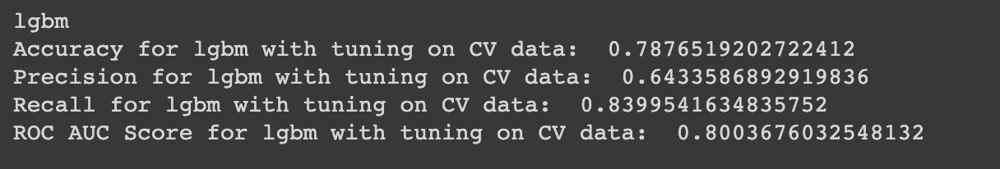 lgbm
Accuracy for lgbm with tuning on CV data:  0.7876519202722412
Precision for lgbm with tuning on CV data:  0.6433586892919836
Recall for lgbm with tuning on CV data:  0.8399541634835752
ROC AUC Score for lgbm with tuning on CV data:  0.8003676032548132